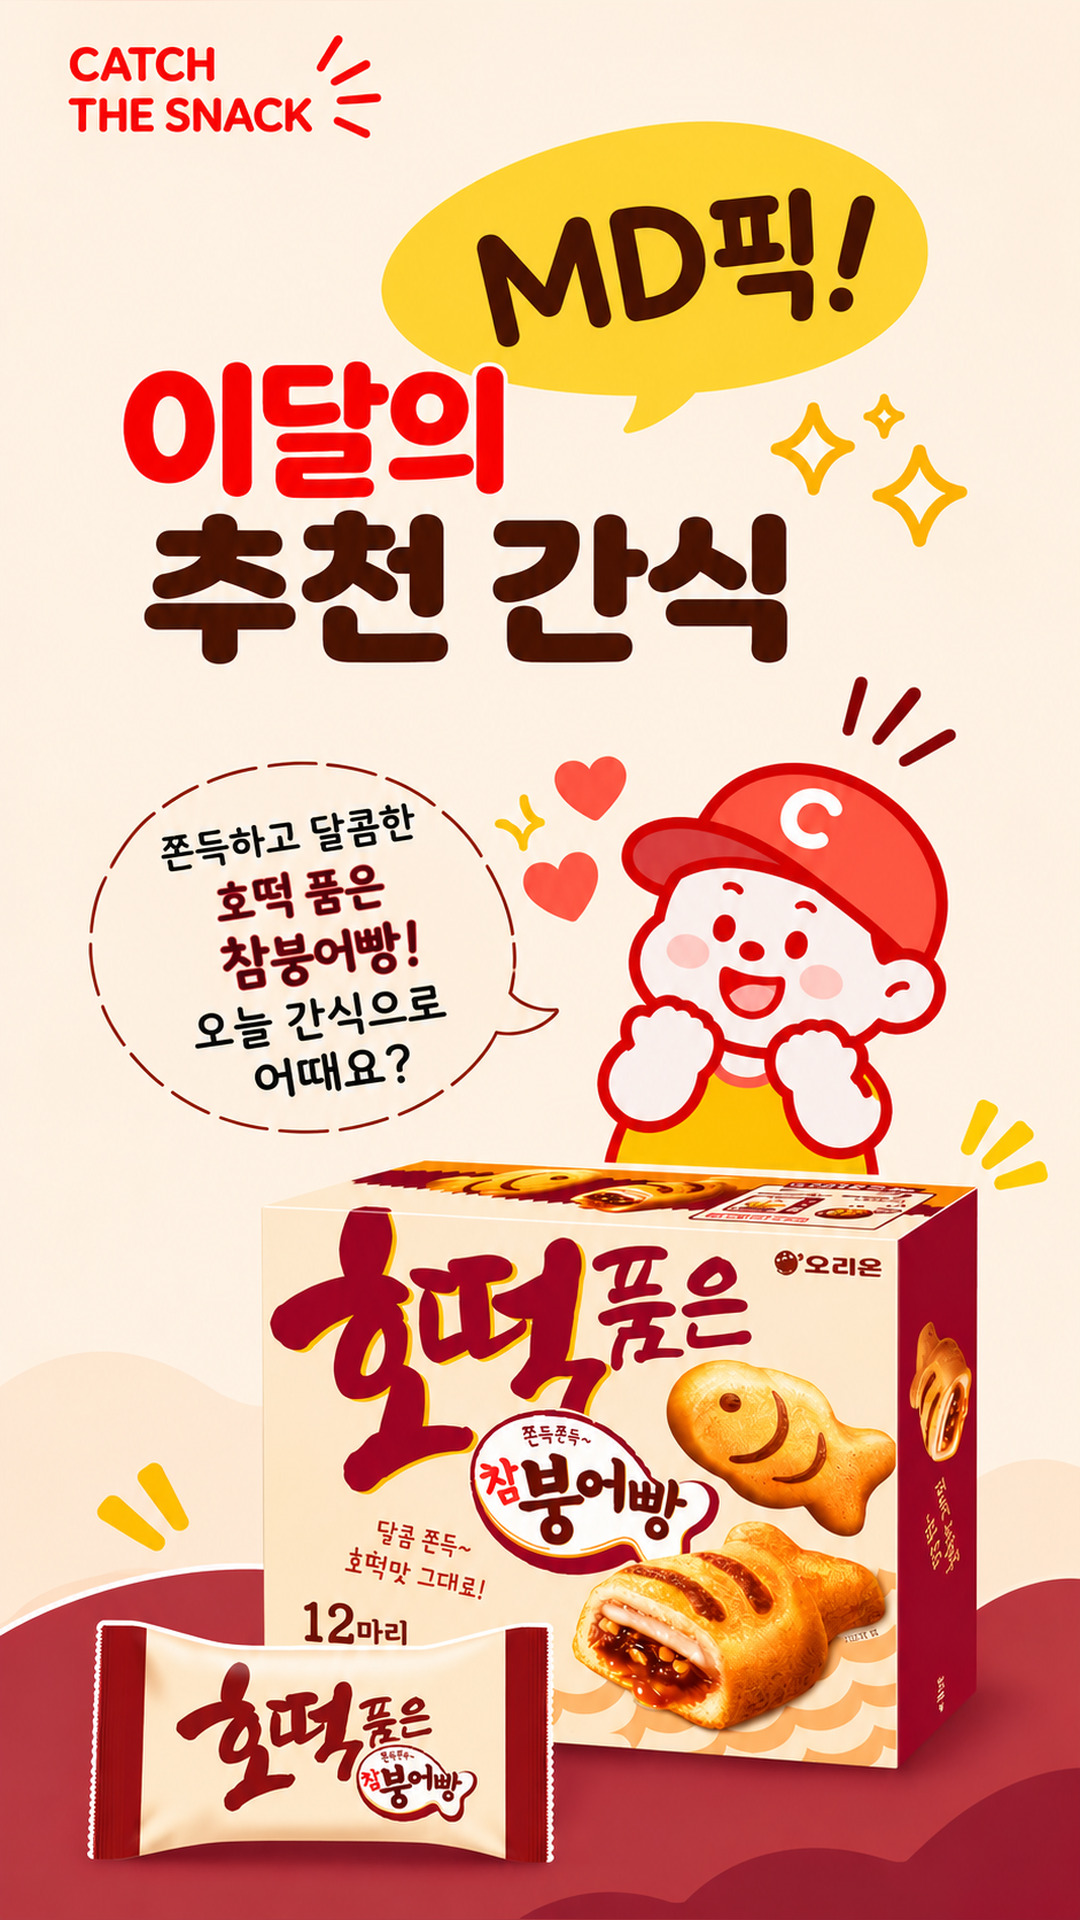 CATCH
THE SNACK
MD픽!
이달의
추천 간식
C
쫀득하고 달콤한
호떡 품은
참붕어빵!
오늘 간식으로
어때요?
호떡 품은
오리온
쫀득쫀득~
참붕어빵
달콤 쫀득~
호떡맛 그대로!
12마리
호떡 품은
참붕어빵